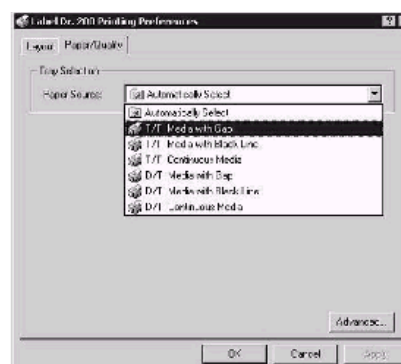 Label Dr. 200 Printing Preferences
Layout Paper/Quality
Tray Selection
Paper Source: Automatically Select
Automatically Select
T/T Media with Gap
T/T Media with Black Line
T/T Continuous Media
D/T Media with Gap
D/T Media with Black Line
D/T Continuous Media
Advanced...
OK Cancel Apply